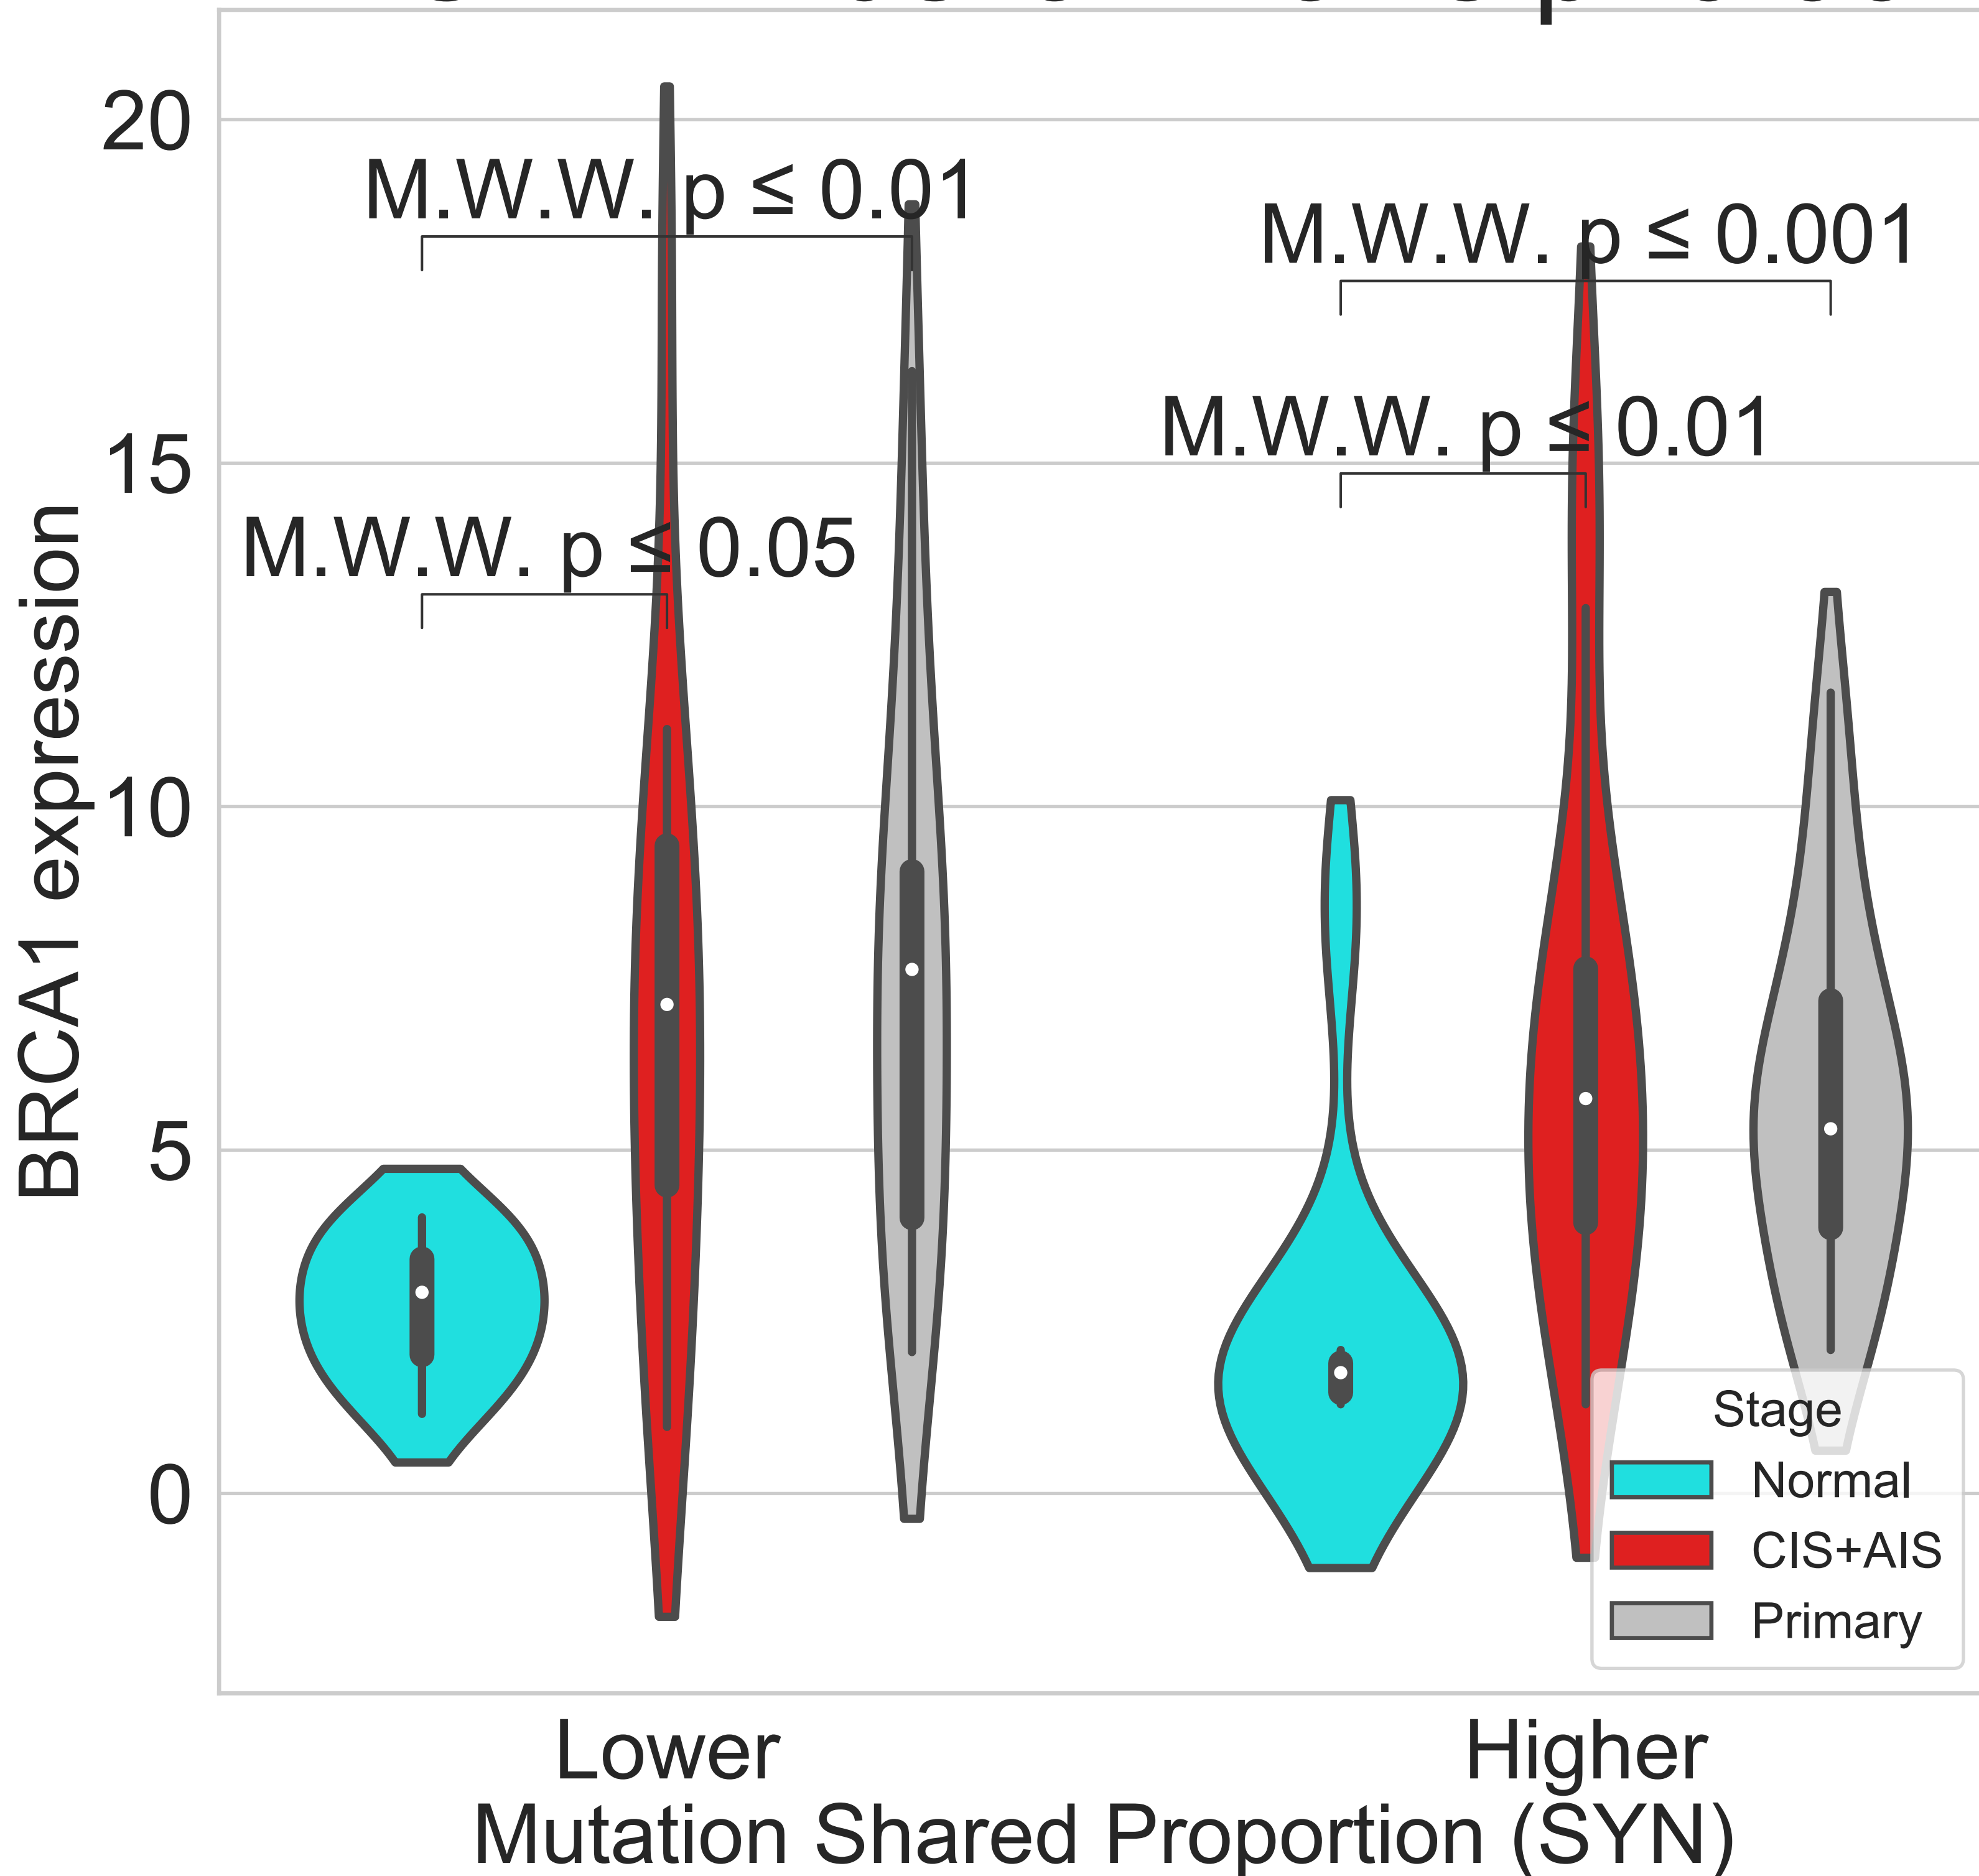 20
15
10
5
0
BRCA1 expression
M.W.W. p ≤ 0.01
M.W.W. p ≤ 0.001
M.W.W. p ≤ 0.01
M.W.W. p ≤ 0.05
Stage
Normal
CIS+AIS
Primary
Lower
Higher
Mutation Shared Proportion (SYN)